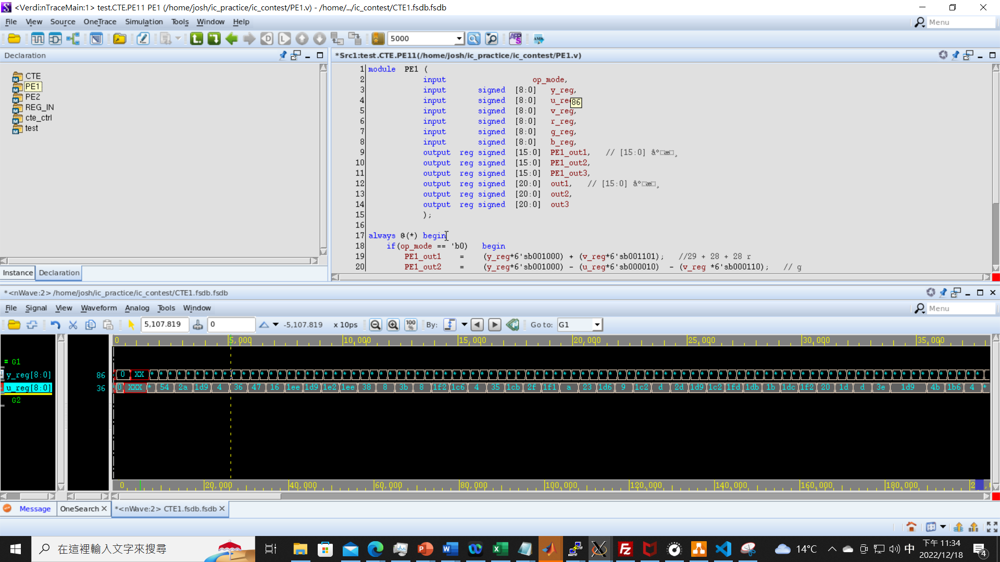 <Verdi:nTraceMain:1> test.CTE.PE11 PE1 (/home/josh/ic_practice/ic_contest/PE1.v) - /home/.../ic_contest/CTE1.fsdb.fsdb
File View Source OneTrace Simulation Tools Window Help
Menu
5000
Declaration
CTE
PE1
PE2
REG_IN
cte_ctrl
test
Instance Declaration
*Src1:test.CTE.PE11(/home/josh/ic_practice/ic_contest/PE1.v)
1 module PE1 (
2 input op_mode,
3 input signed [8:0] y_reg,
4 input signed [8:0] u_reg
86
5 input signed [8:0] v_reg,
6 input signed [8:0] r_reg,
7 input signed [8:0] g_reg,
8 input signed [8:0] b_reg,
9 output reg signed [15:0] PE1_out1, // [15:0]
10 output reg signed [15:0] PE1_out2,
11 output reg signed [15:0] PE1_out3,
12 output reg signed [20:0] out1, // [15:0]
13 output reg signed [20:0] out2,
14 output reg signed [20:0] out3
15 );
16
17 always @(*) begin
18 if(op_mode == 'b0) begin
19 PE1_out1 = (y_reg*6'sb001000) + (v_reg*6'sb001101); //29 + 28 + 28 r
20 PE1_out2 = (y_reg*6'sb001000) - (u_reg*6'sb000010) - (v_reg *6'sb000110); // g
*<nWave:2> /home/josh/ic_practice/ic_contest/CTE1.fsdb.fsdb
File Signal View Waveform Analog Tools Window
Menu
5,107.819 0 -5,107.819 x 10ps 100 % By: Go to: G1
0 5,000 10,000 15,000 20,000 25,000 30,000 35,000
= G1
y_reg[8:0] 86 0 XX * * * * * * * * * * * * * * * * * * * * * * * * * * * * * * * * * * * * * * * * * * * * *
u_reg[8:0] 36 0 XXX * 54 2a 1d9 4 36 47 16 1ee 1d9 1e2 1ee 38 8 3b 8 1f2 1c6 4 35 1cb 2f 1f1 a 23 1d6 9 1c2 d 2d 1d9 1c2 1fd 1db 1b 1dc 1f2 20 1d d 3e 1d9 4b 1b6 4 *
G2
0 20,000 40,000 60,000 80,000 100,000 120,000 140,000 160,000 180,000
Message OneSearch *<nWave:2> CTE1.fsdb.fsdb
在這裡輸入文字來搜尋
14°C 中 下午 11:34
2022/12/18
4